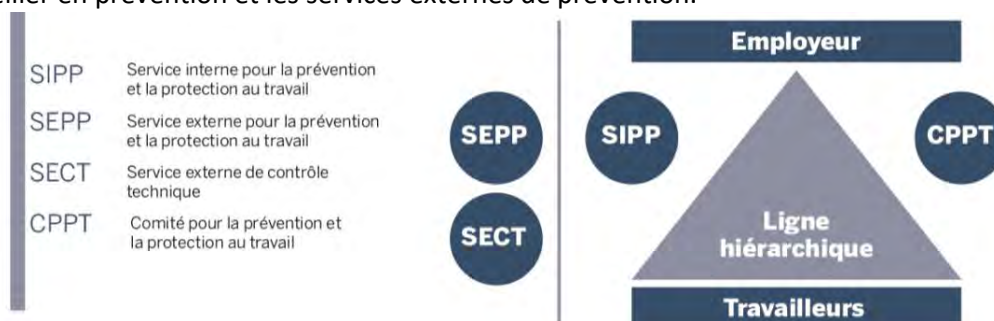 en prévention et les services externes de prévention.
SIPP Service interne pour la prévention
et la protection au travail
SEPP Service externe pour la prévention
et la protection au travail
SECT Service externe de contrôle
technique
CPPT Comité pour la prévention et
la protection au travail
SEPP
SECT
Employeur
SIPP
CPPT
Ligne
hiérarchique
Travailleurs